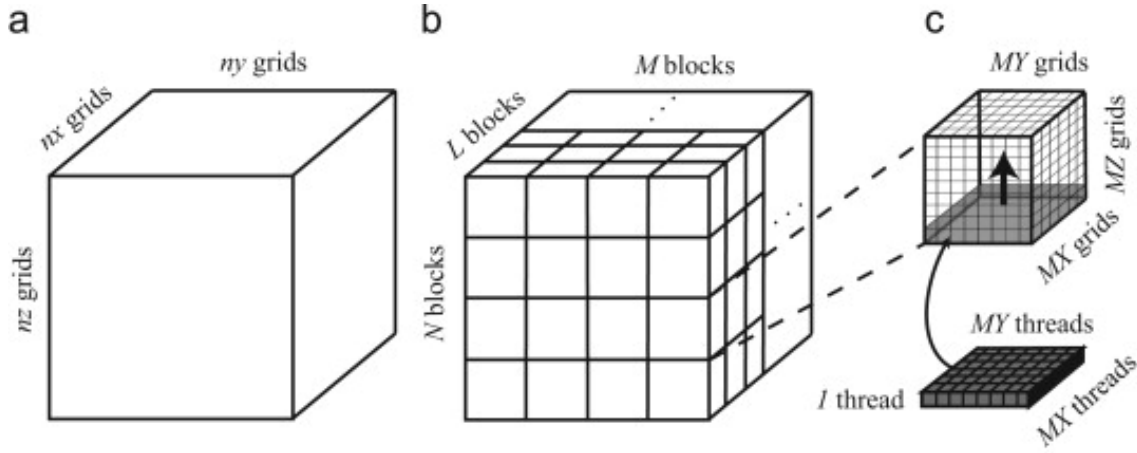 a
ny grids
nx grids
nz grids
b
M blocks
L blocks
N blocks
. . .
. . .
c
MY grids
MZ grids
MX grids
MY threads
1 thread
MX threads